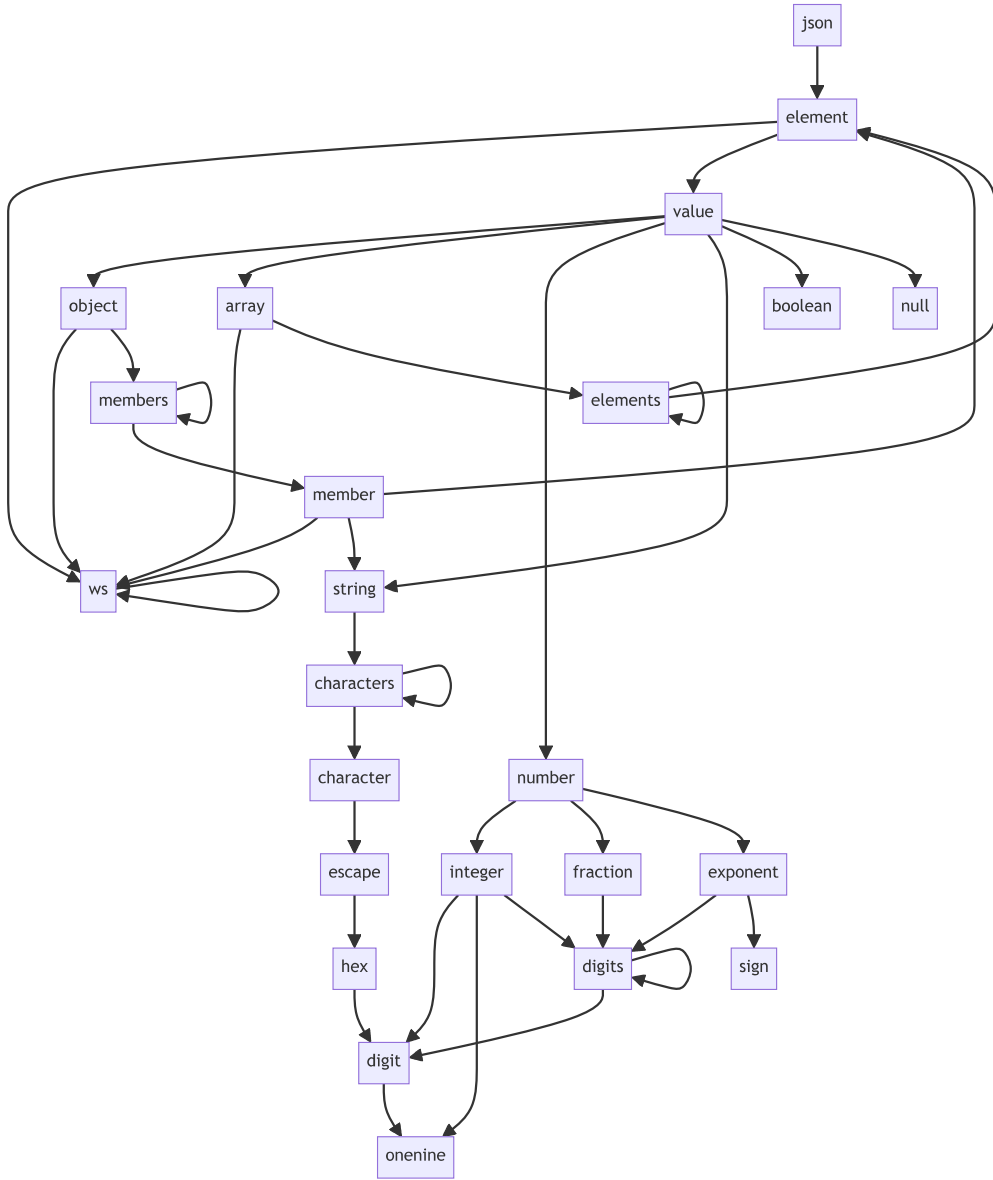 json
element
value
object
array
boolean
null
members
elements
member
ws
string
characters
character
number
escape
integer
fraction
exponent
hex
digits
sign
digit
onenine